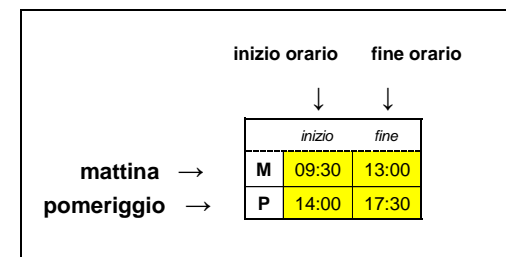 inizio orario fine orario
↓ ↓
inizio fine
mattina → M 09:30 13:00
pomeriggio → P 14:00 17:30